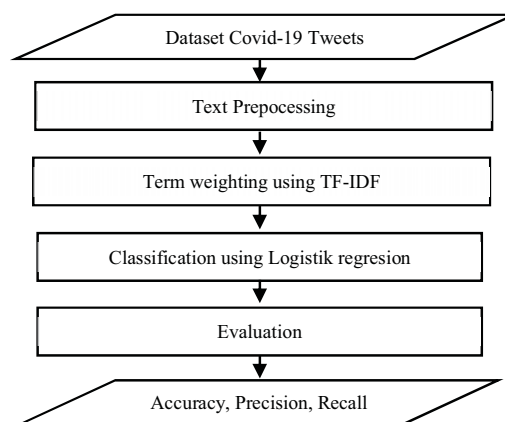 Dataset Covid-19 Tweets
Text Prepocessing
Term weighting using TF-IDF
Classification using Logistik regresion
Evaluation
Accuracy, Precision, Recall